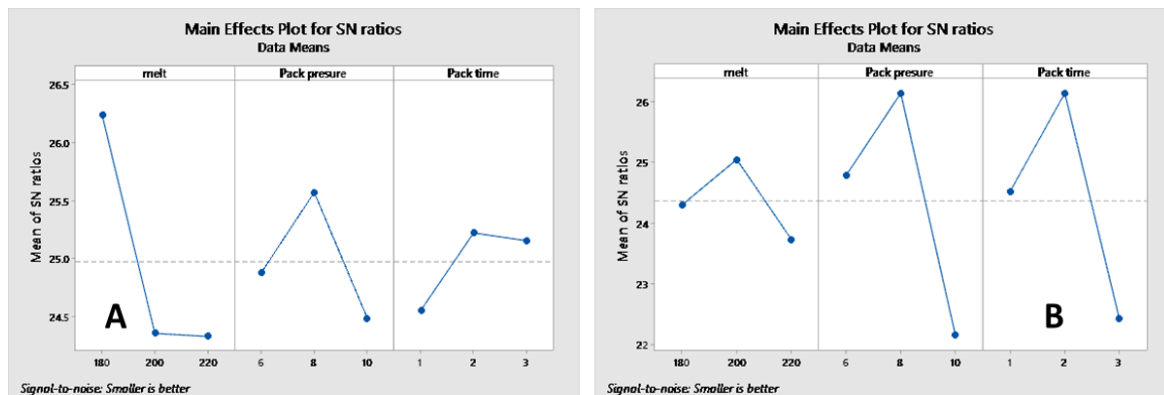 Main Effects Plot for SN ratios
Data Means
melt Pack presure Pack time
26.5
26.0
25.5
25.0
24.5
Mean of SN ratios
A
180 200 220 6 8 10 1 2 3
Signal-to-noise: Smaller is better
Main Effects Plot for SN ratios
Data Means
melt Pack presure Pack time
26
25
24
23
22
Mean of SN ratios
B
180 200 220 6 8 10 1 2 3
Signal-to-noise: Smaller is better